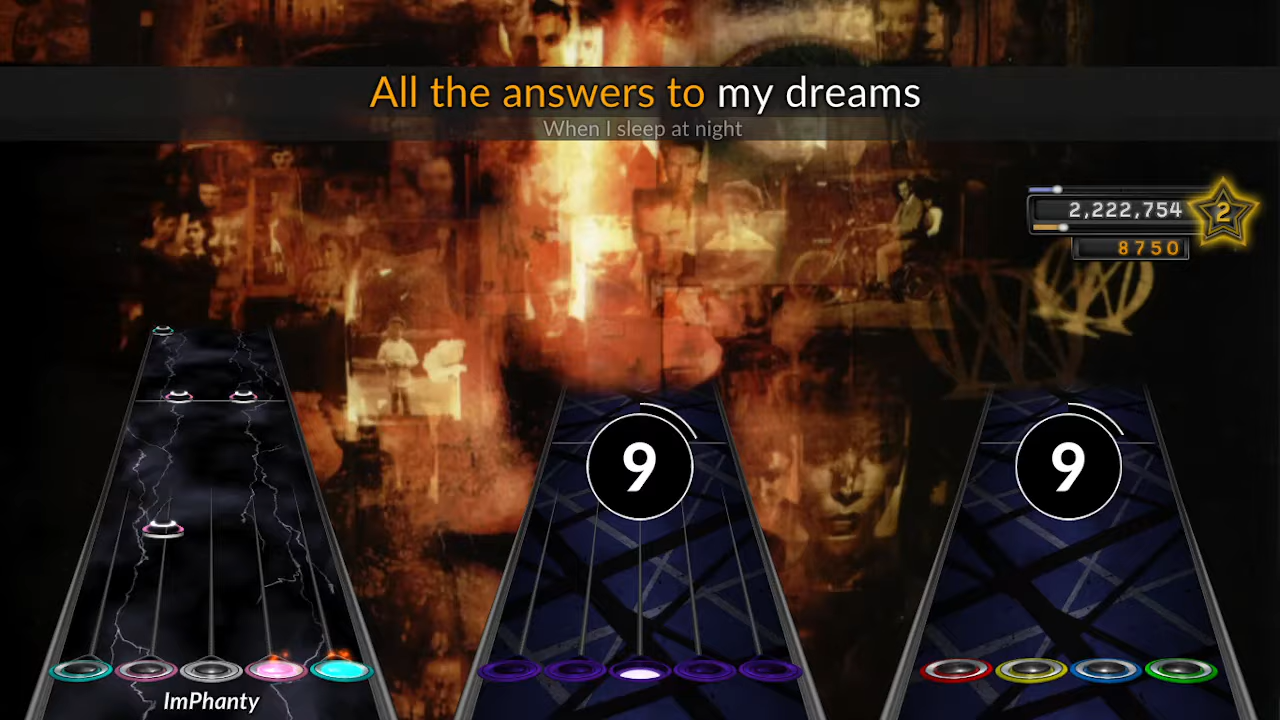 All the answers to my dreams
When I sleep at night
2,222,754
2
8750
9
9
ImPhanty